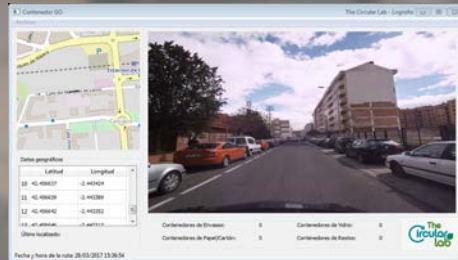 Contenedor GO
The Circular Lab - Logroño
Datos geográficos
Latitud Longitud
10 42.466637 -2.443424
11 42.466639 -2.443389
12 42.466642 -2.443352
Último localizado:
Contenedores de Envases: 0
Contenedores de Vidrio: 0
Contenedores de Papel/Cartón: 0
Contenedores de Restos: 0
Fecha y hora de la ruta: 28/03/2017 15:36:54
The Circular Lab